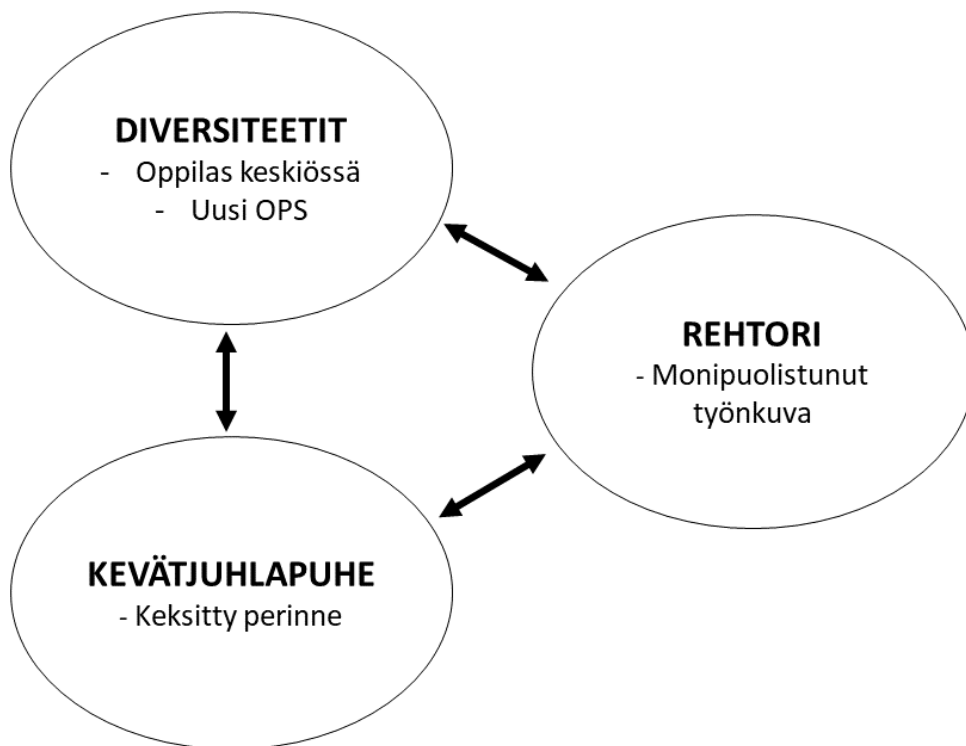 DIVERSITEETIT
- Oppilas keskiössä
- Uusi OPS
REHTORI
- Monipuolistunut
työnkuva
KEVÄTJUHLAPUHE
- Keksitty perinne